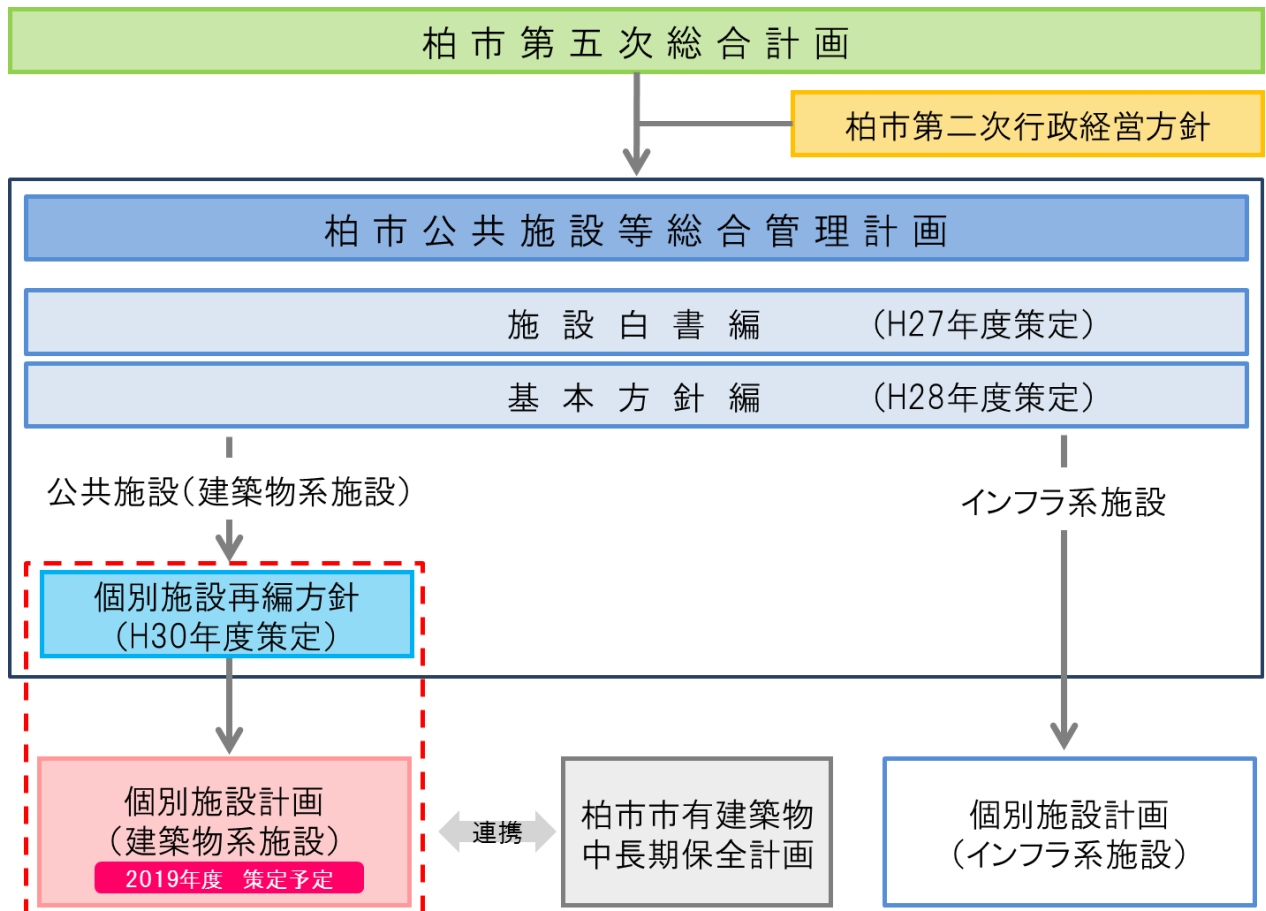 柏市第五次総合計画
柏市第二次行政経営方針
柏市公共施設等総合管理計画
施設白書編　（H27年度策定）
基本方針編　（H28年度策定）
公共施設（建築物系施設）
インフラ系施設
個別施設再編方針
（H30年度策定）
個別施設計画
（建築物系施設）
2019年度　策定予定
連携
柏市市有建築物
中長期保全計画
個別施設計画
（インフラ系施設）